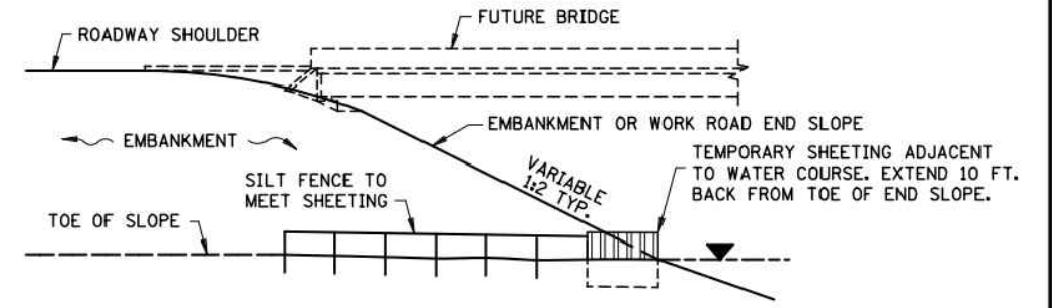 FUTURE BRIDGE
ROADWAY SHOULDER
EMBANKMENT OR WORK ROAD END SLOPE
EMBANKMENT
TEMPORARY SHEETING ADJACENT
TO WATER COURSE. EXTEND 10 FT.
BACK FROM TOE OF END SLOPE.
VARIABLE
1:2 TYP.
SILT FENCE TO
MEET SHEETING
TOE OF SLOPE